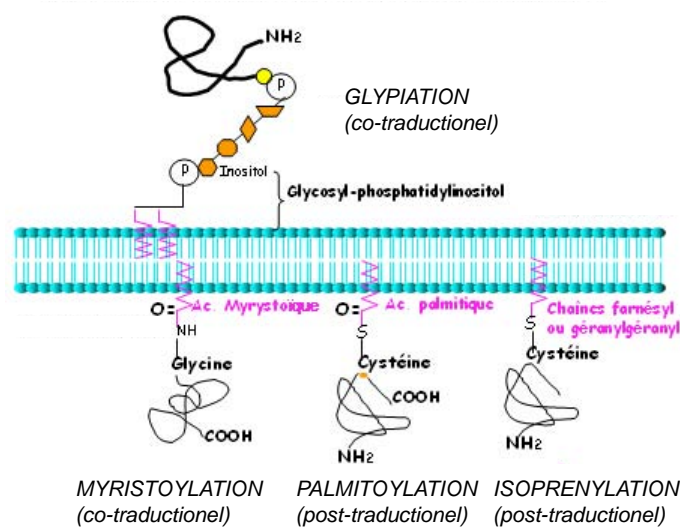 NH2
P
GLYPIATION
(co-traductionel)
P
Inositol
Glycosyl-phosphatidylinositol
Ac. Myrystoïque
O=
NH
Glycine
COOH
Ac. palmitique
O=
S
Cystéine
COOH
NH2
Chaines farnésyl
ou géranylgéranyl
S
Cystéine
NH2
MYRISTOYLATION
(co-traductionel)
PALMITOYLATION
(post-traductionel)
ISOPRENYLATION
(post-traductionel)